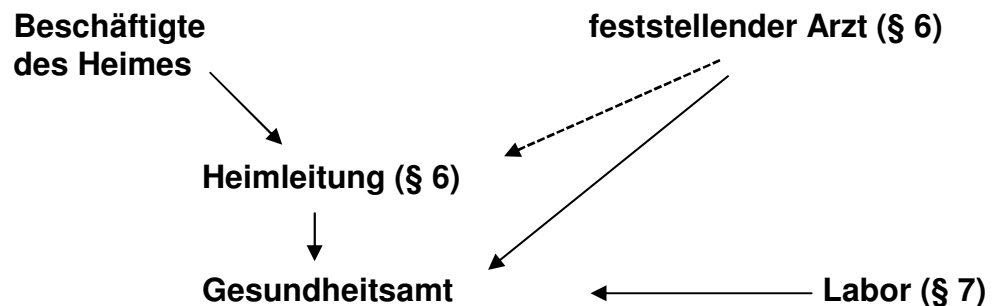 Beschäftigte
des Heimes
feststellender Arzt (§ 6)
Heimleitung (§ 6)
Gesundheitsamt
Labor (§ 7)